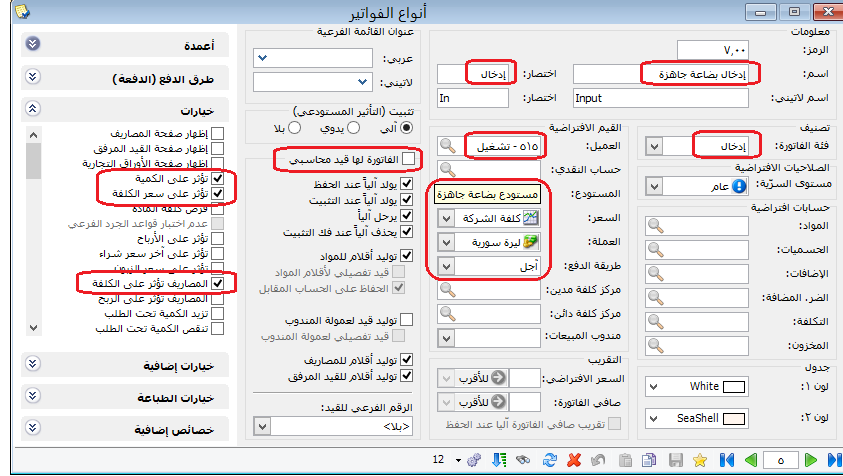 أنواع الفواتير
معلومات
الرمز: ٧,٠٠
اسم: إدخال بضاعة جاهزة
اختصار: إدخال
اسم لاتيني: Input
اختصار: In
تصنيف
فئة الفاتورة: إدخال
الصلاحيات الافتراضية
مستوى السرّية: عام
حسابات افتراضية
المواد:
الحسميات:
الإضافات:
الضر. المضافة:
التكلفة:
المخزون:
جدول
لون ١: White
لون ٢: SeaShell
القيم الافتراضية
العميل: ٥١٥ - تشغيل
حساب النقدي:
المستودع: مستودع بضاعة جاهزة
السعر: كلفة الشركة
العملة: ليرة سورية
طريقة الدفع: آجل
مركز كلفة مدين:
مركز كلفة دائن:
مندوب المبيعات:
التقريب
السعر الافتراضي: للأقرب
صافي الفاتورة: للأقرب
تقريب صافي الفاتورة آليا عند الحفظ
عنوان القائمة الفرعية
عربي:
لاتيني:
تثبيت (التأثير المستودعي)
آلي
يدوي
بلا
الفاتورة لها قيد محاسبي
يولد آلياً عند الحفظ
يولد آلياً عند التثبيت
يرحل آلياً
يحذف آلياً عند فك التثبيت
توليد أقلام للمواد
قيد تفصيلي لأقلام المواد
الحفاظ على الحساب المقابل
توليد قيد لعمولة المندوب
قيد تفصيلي لعمولة المندوب
توليد أقلام للمصاريف
توليد أقلام للقيد المرفق
الرقم الفرعي للقيد:
<بلا>
أعمدة
طرق الدفع (الدفعة)
خيارات
إظهار صفحة المصاريف
إظهار صفحة القيد المرفق
إظهار صفحة الأوراق التجارية
تؤثر على الكمية
تؤثر على سعر الكلفة
فرض كلفة المادة
عدم اختبار قواعد الجرد الفرعي
تؤثر على الأرباح
تؤثر على آخر سعر شراء
تؤثر على سعر الزبون
المصاريف تؤثر على الكلفة
المصاريف تؤثر على الربح
تزيد الكمية تحت الطلب
تنقص الكمية تحت الطلب
خيارات إضافية
خيارات الطباعة
خصائص إضافية
٥
12